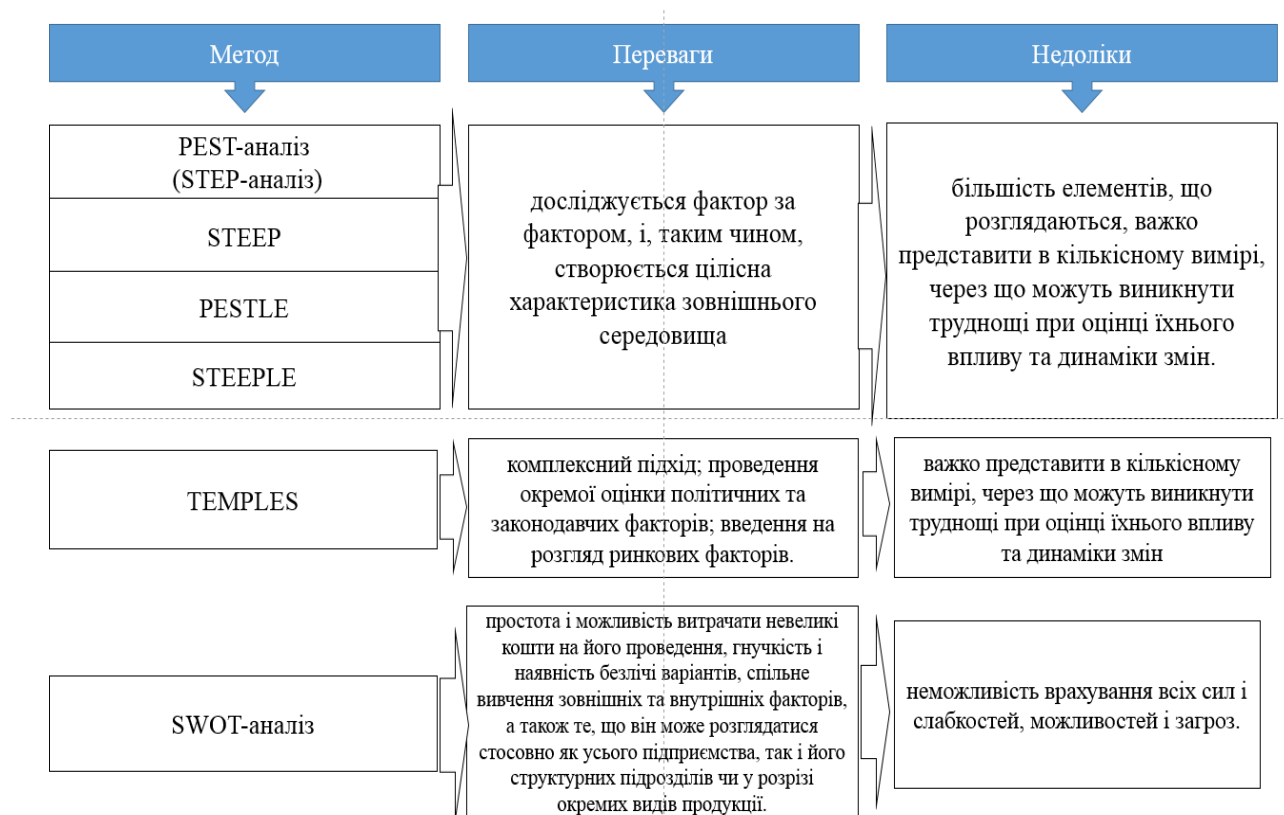 Метод
Переваги
Недоліки
PEST-аналіз
(STEP-аналіз)
STEEP
PESTLE
STEEPLE
досліджується фактор за
фактором, і, таким чином,
створюється цілісна
характеристика зовнішнього
середовища
більшість елементів, що
розглядаються, важко
представити в кількісному вимірі,
через що можуть виникнути
труднощі при оцінці їхнього
впливу та динаміки змін.
TEMPLES
комплексний підхід; проведення
окремої оцінки політичних та
законодавчих факторів; введення на
розгляд ринкових факторів.
важко представити в кількісному
вимірі, через що можуть виникнути
труднощі при оцінці їхнього впливу
та динаміки змін
SWOT-аналіз
простота і можливість витрачати невеликі
кошти на його проведення, гнучкість і
наявність безлічі варіантів, спільне
вивчення зовнішніх та внутрішніх факторів,
а також те, що він може розглядатися
стосовно як усього підприємства, так і його
структурних підрозділів чи у розрізі
окремих видів продукції.
неможливість врахування всіх сил і
слабкостей, можливостей і загроз.